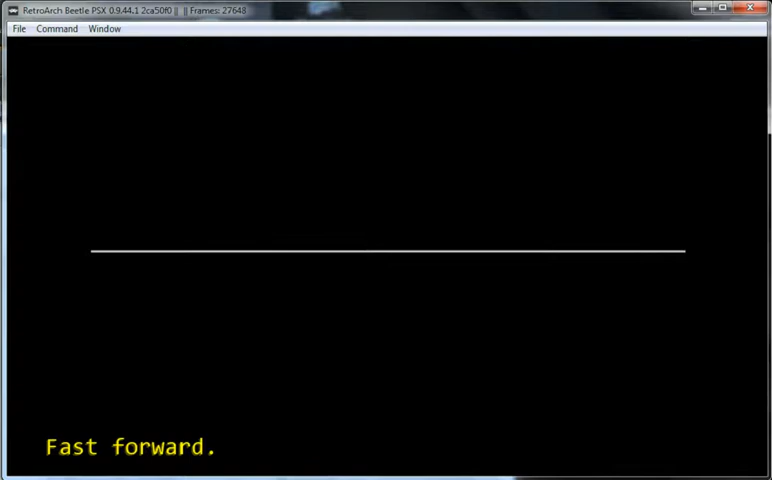 RetroArch Beetle PSX 0.9.44.1 2ca50f0 || || Frames: 27648
File Command Window
Fast forward.